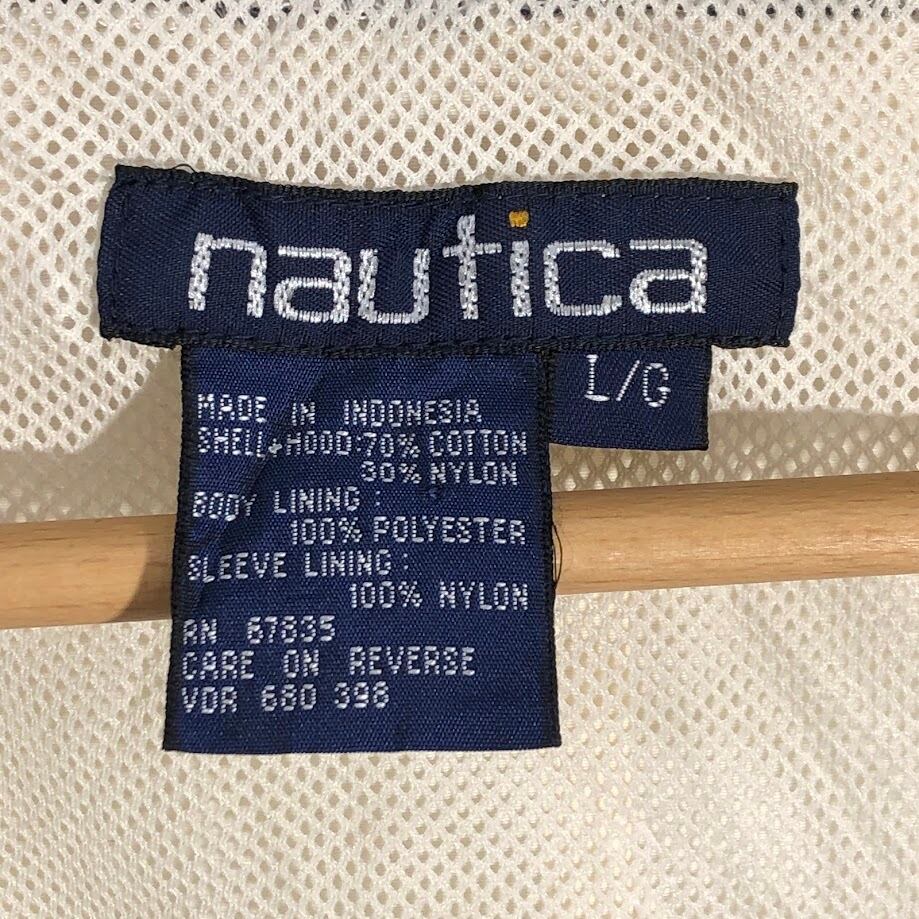 nautica
L/G
MADE IN INDONESIA
SHELL+HOOD:70% COTTON
30% NYLON
BODY LINING :
100% POLYESTER
SLEEVE LINING :
100% NYLON
RN 67835
CARE ON REVERSE
VDR 680 398